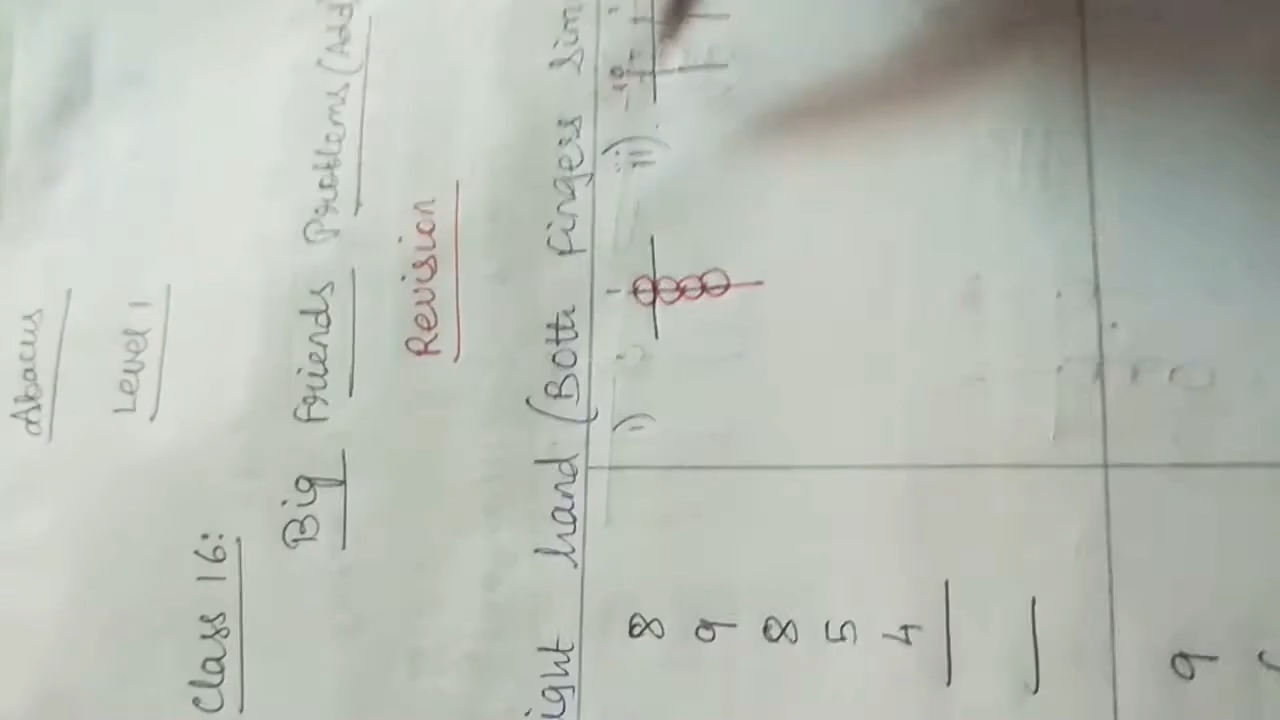 Abacus
Level 1
Class 16:
Big Friends Problems (Add
Revision
ight hand (Both Fingers Sim
i)
ii)
-10
8
9
8
5
4
9